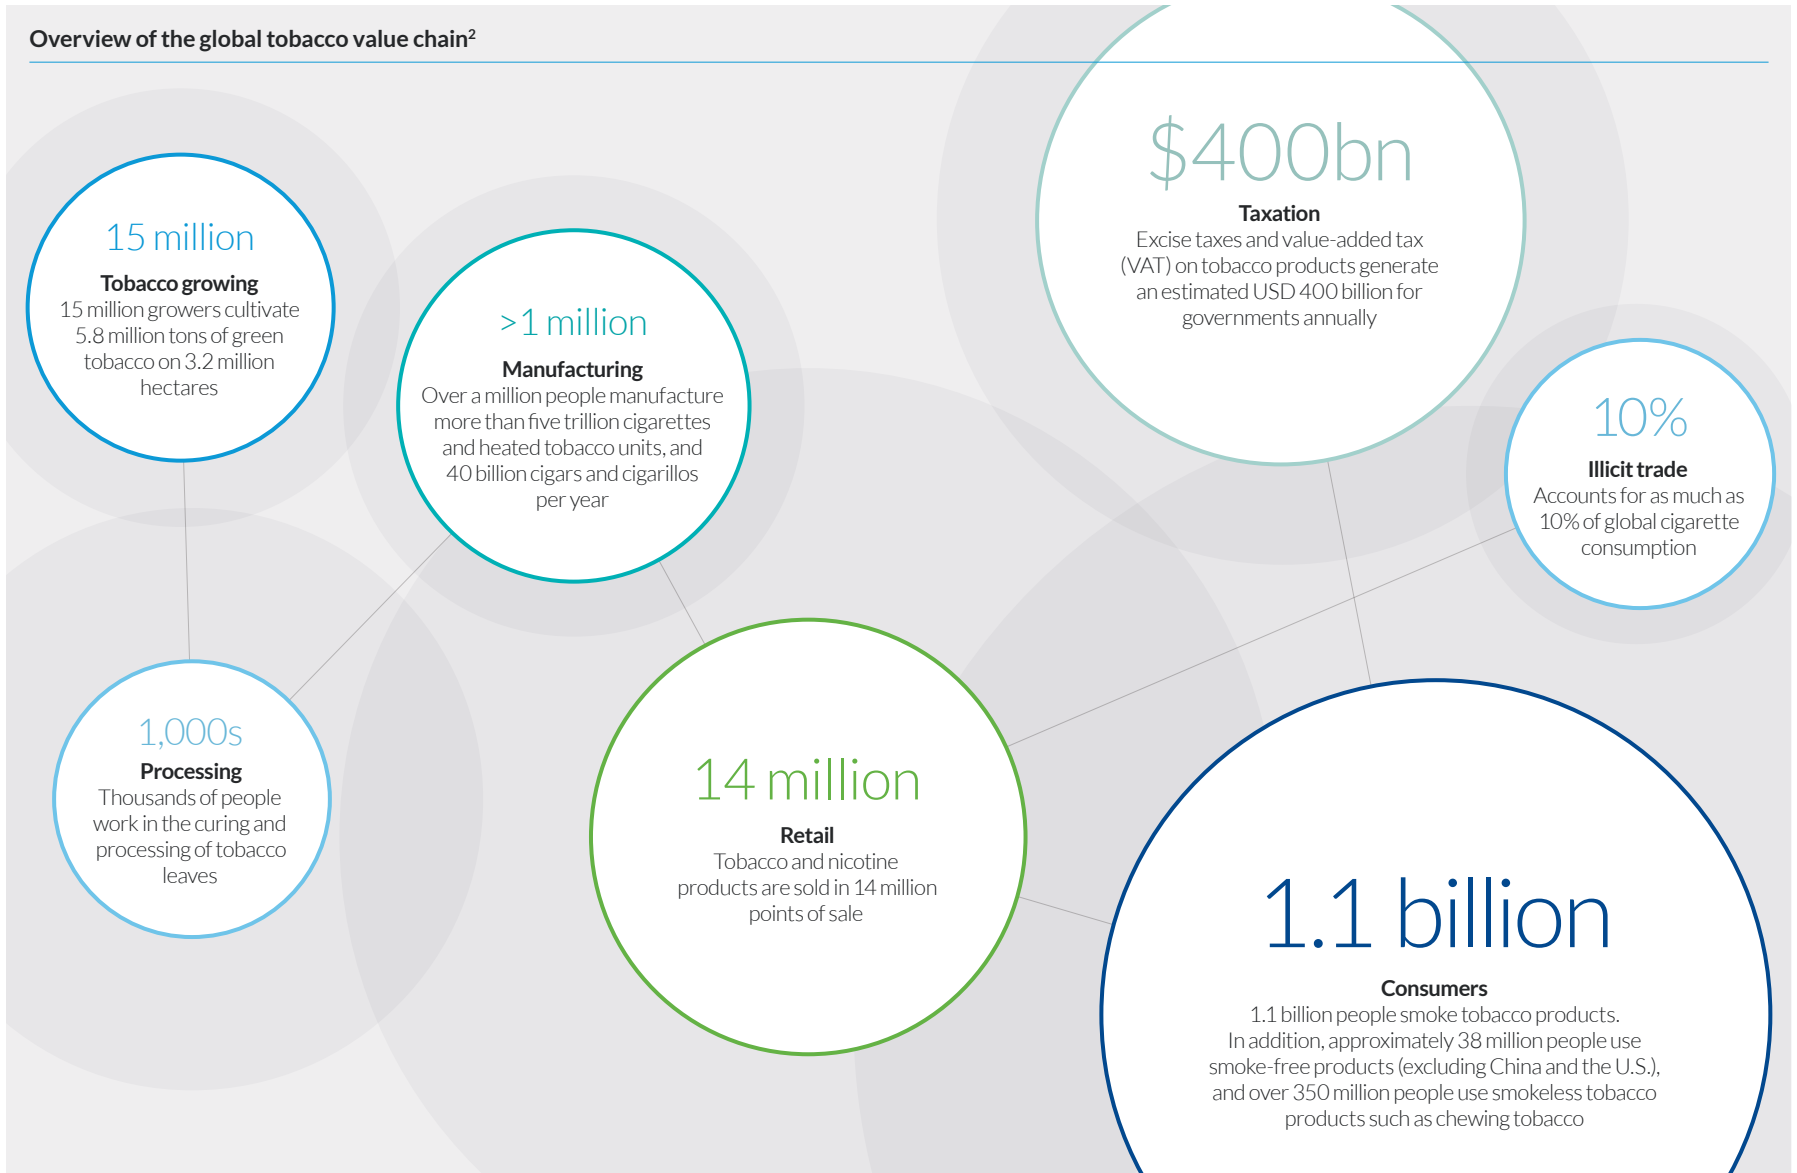 Overview of the global tobacco value chain²
15 million
Tobacco growing
15 million growers cultivate
5.8 million tons of green
tobacco on 3.2 million
hectares
>1 million
Manufacturing
Over a million people manufacture
more than five trillion cigarettes
and heated tobacco units, and
40 billion cigars and cigarillos
per year
$400bn
Taxation
Excise taxes and value-added tax
(VAT) on tobacco products generate
an estimated USD 400 billion for
governments annually
10%
Illicit trade
Accounts for as much as
10% of global cigarette
consumption
1,000s
Processing
Thousands of people
work in the curing and
processing of tobacco
leaves
14 million
Retail
Tobacco and nicotine
products are sold in 14 million
points of sale
1.1 billion
Consumers
1.1 billion people smoke tobacco products.
In addition, approximately 38 million people use
smoke-free products (excluding China and the U.S.),
and over 350 million people use smokeless tobacco
products such as chewing tobacco